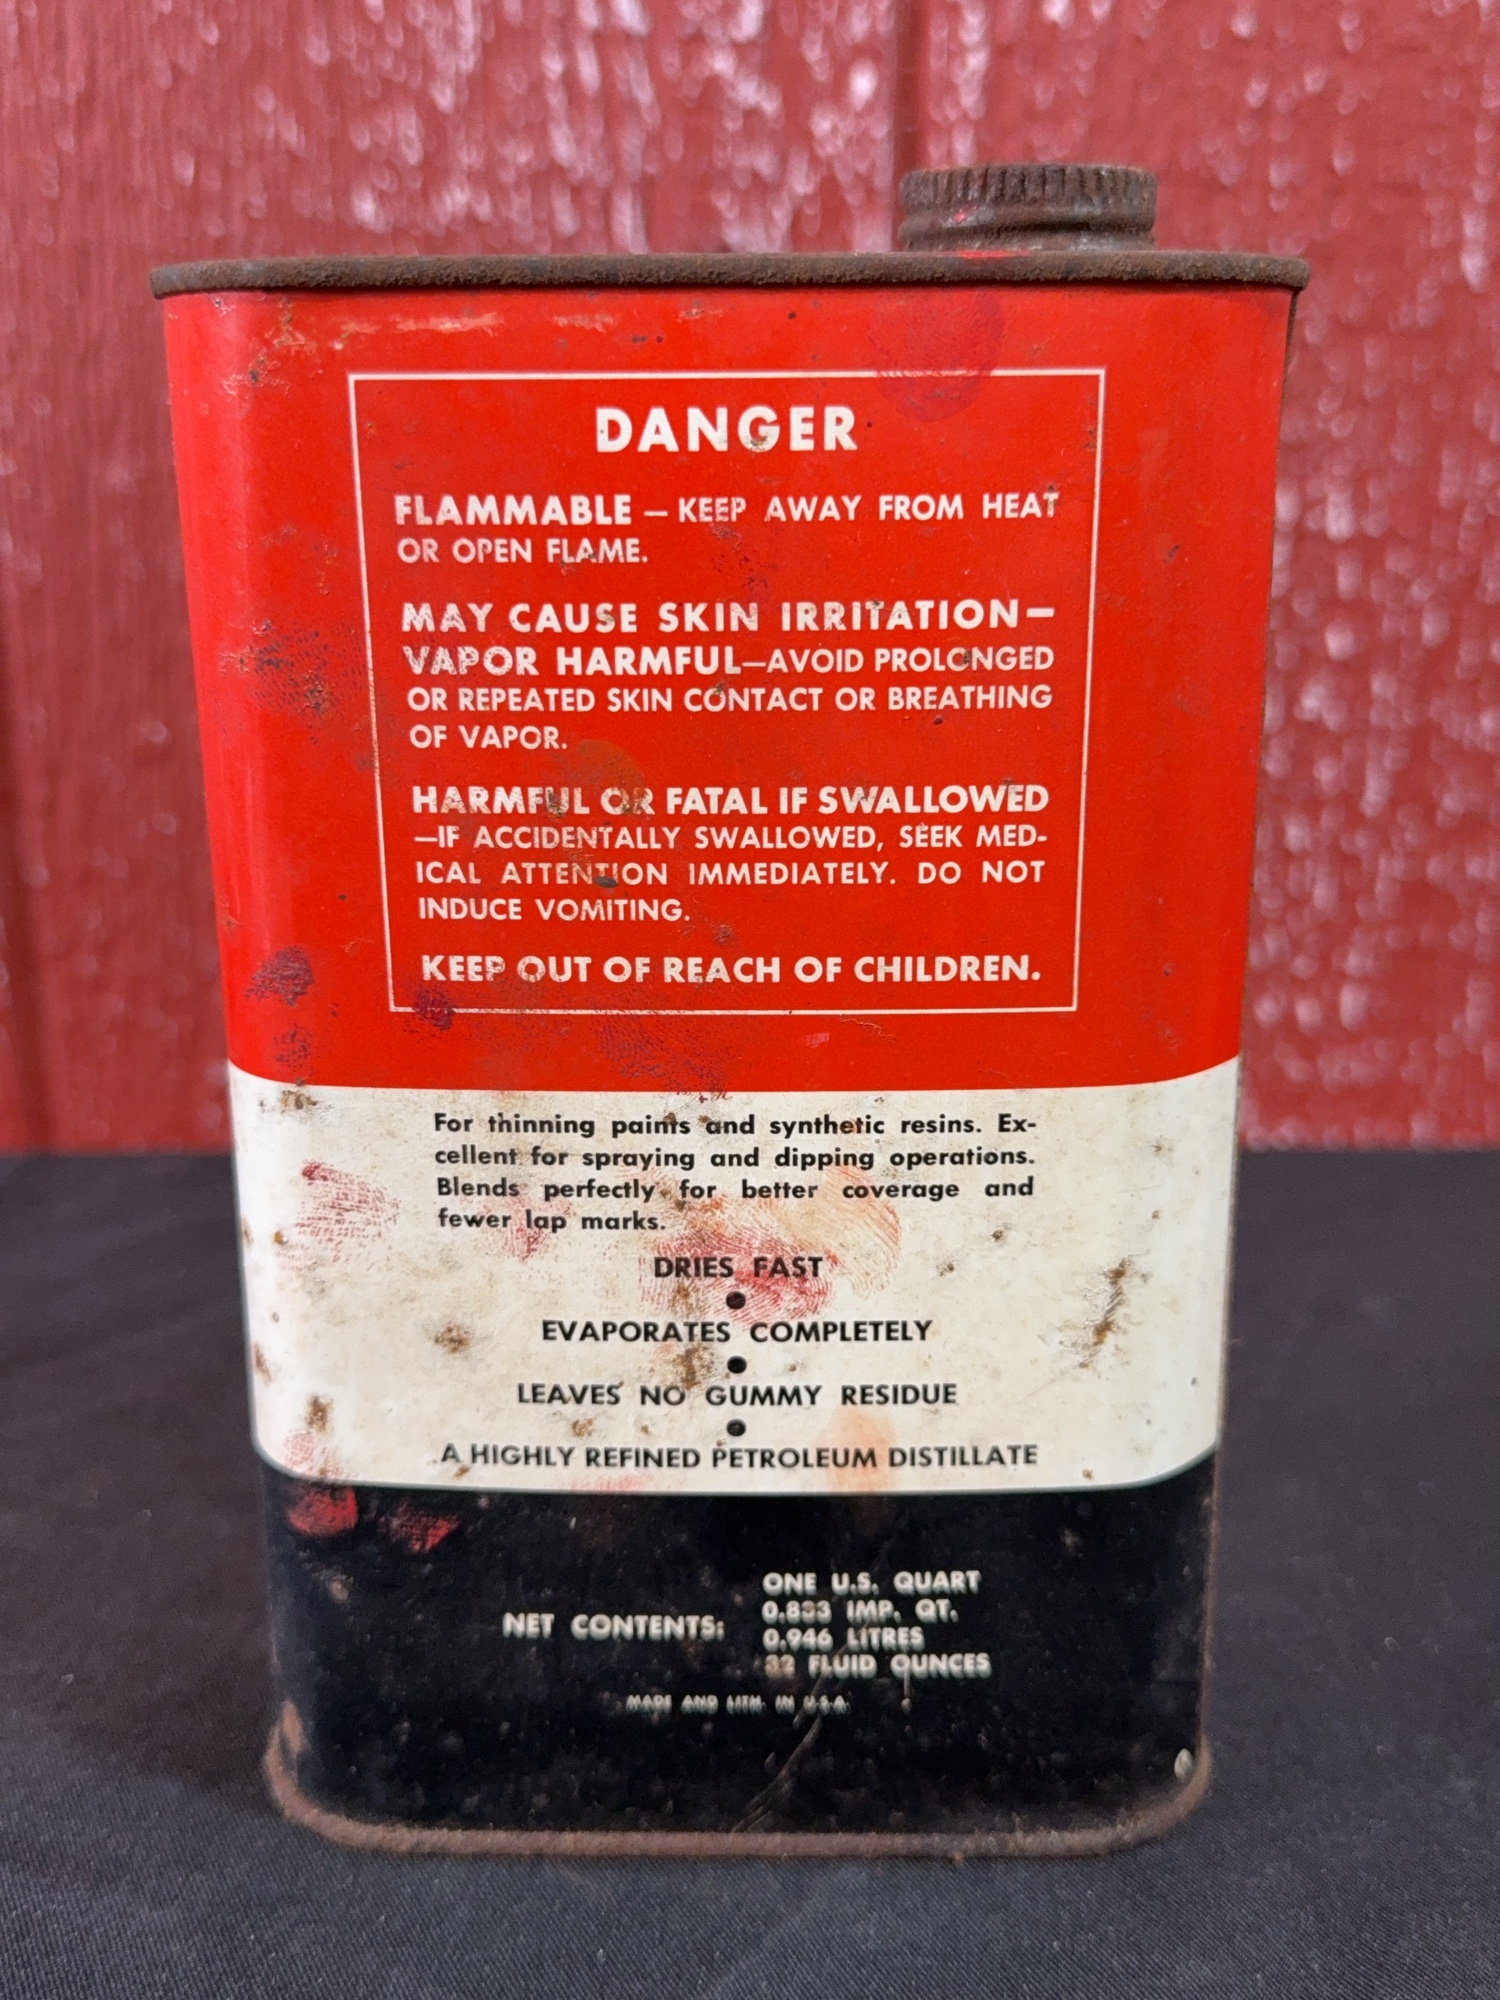 DANGER
FLAMMABLE — KEEP AWAY FROM HEAT
OR OPEN FLAME.
MAY CAUSE SKIN IRRITATION—
VAPOR HARMFUL—AVOID PROLONGED
OR REPEATED SKIN CONTACT OR BREATHING
OF VAPOR.
HARMFUL OR FATAL IF SWALLOWED
—IF ACCIDENTALLY SWALLOWED, SEEK MED-
ICAL ATTENTION IMMEDIATELY. DO NOT
INDUCE VOMITING.
KEEP OUT OF REACH OF CHILDREN.
For thinning paints and synthetic resins. Ex-
cellent for spraying and dipping operations.
Blends perfectly for better coverage and
fewer lap marks.
DRIES FAST
•
EVAPORATES COMPLETELY
•
LEAVES NO GUMMY RESIDUE
•
A HIGHLY REFINED PETROLEUM DISTILLATE
ONE U.S. QUART
NET CONTENTS: 0.833 IMP. QT.
0.946 LITRES
32 FLUID OUNCES
MADE AND LITH. IN U.S.A.